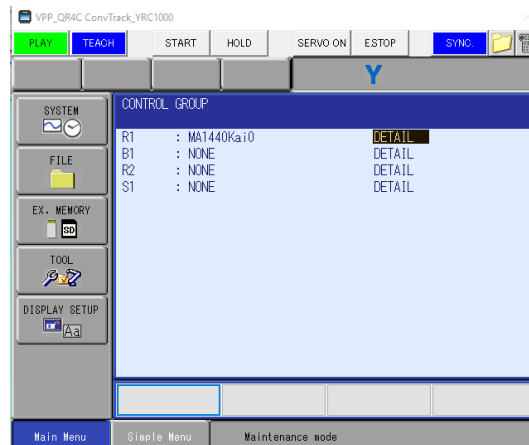 VPP_QR4C ConvTrack_YRC1000
PLAY TEACH START HOLD SERVO ON E.STOP SYNC.
Y
SYSTEM
FILE
EX. MEMORY
SD
TOOL
DISPLAY SETUP
Aa
CONTROL GROUP
R1 : MA1440Kai0 DETAIL
B1 : NONE DETAIL
R2 : NONE DETAIL
S1 : NONE DETAIL
Main Menu Simple Menu Maintenance mode